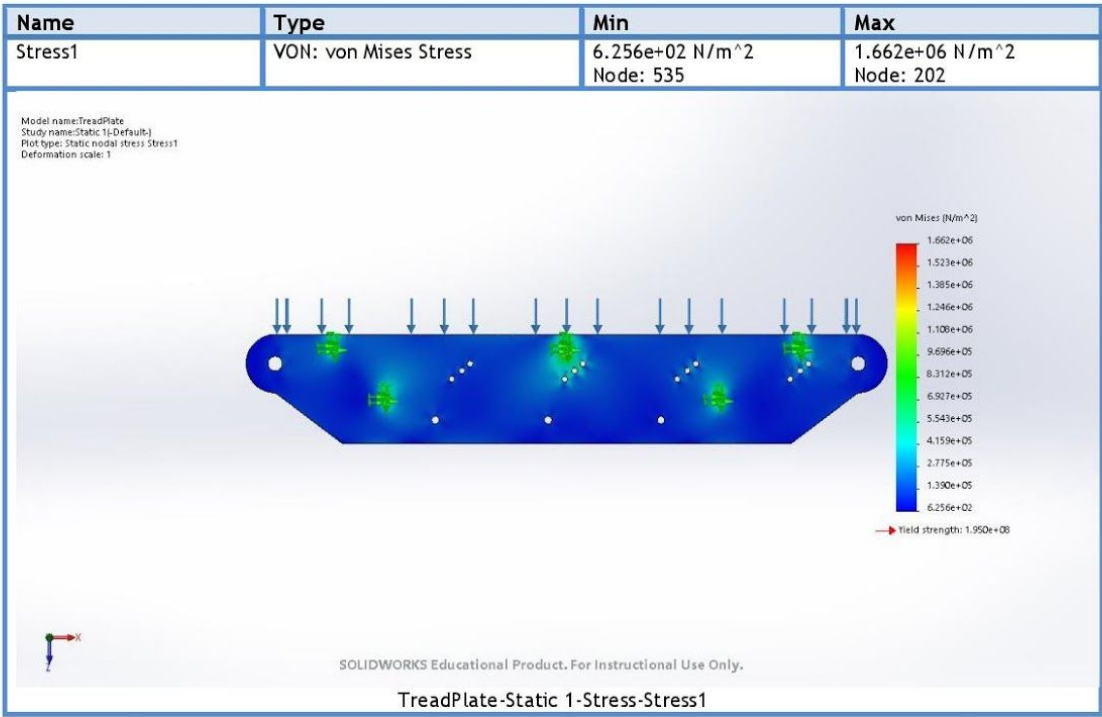 Name Type Min Max
Stress1 VON: von Mises Stress 6.256e+02 N/m^2 1.662e+06 N/m^2
Node: 535 Node: 202
Model name:TreadPlate
Study name:Static 1(-Default-)
Plot type: Static nodal stress Stress1
Deformation scale: 1
von Mises (N/m^2)
1.662e+06
1.523e+06
1.385e+06
1.246e+06
1.108e+06
9.696e+05
8.312e+05
6.927e+05
5.543e+05
4.159e+05
2.775e+05
1.390e+05
6.256e+02
Yield strength: 1.950e+08
X
Z
SOLIDWORKS Educational Product. For Instructional Use Only.
TreadPlate-Static 1-Stress-Stress1